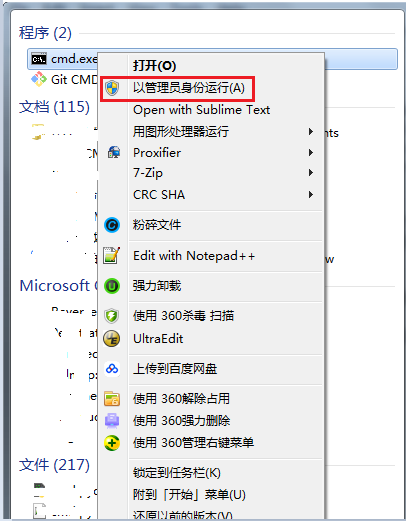 程序 (2)
cmd.exe
打开(O)
以管理员身份运行(A)
Git CMD
Open with Sublime Text
文档 (115)
用图形处理器运行
Proxifier
7-Zip
CRC SHA
粉碎文件
Edit with Notepad++
强力卸载
Microsoft
使用 360杀毒 扫描
UltraEdit
上传到百度网盘
使用 360解除占用
使用 360强力删除
使用 360管理右键菜单
文件 (217)
锁定到任务栏(K)
附到「开始」菜单(U)
还原以前的版本(V)